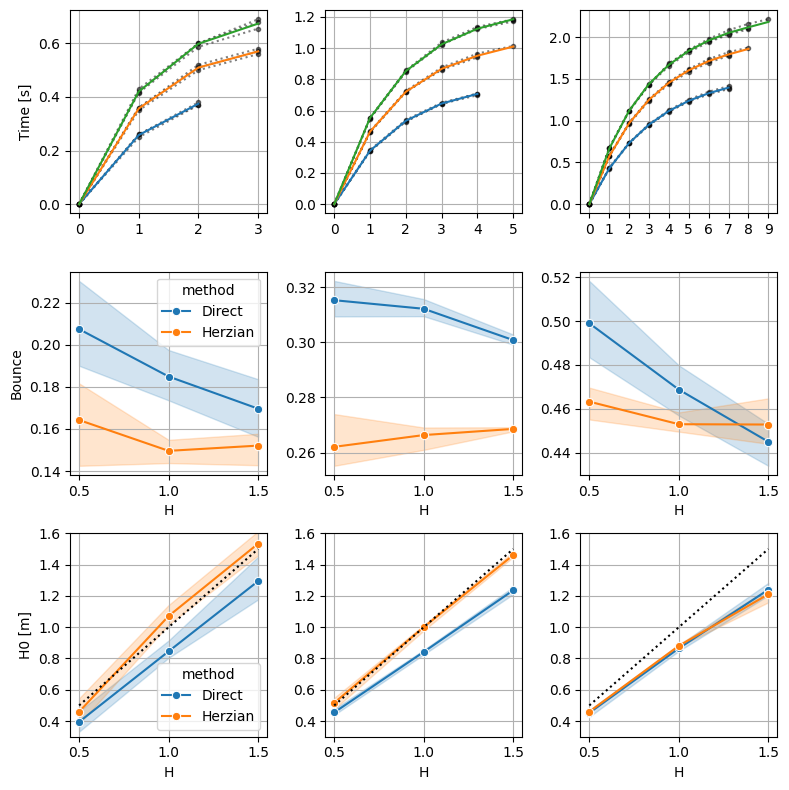 Time [s]
0.6
0.4
0.2
0.0
0 1 2 3
1.2
1.0
0.8
0.6
0.4
0.2
0.0
0 1 2 3 4 5
2.0
1.5
1.0
0.5
0.0
0 1 2 3 4 5 6 7 8 9
Bounce
0.22
0.20
0.18
0.16
0.14
method
Direct
Herzian
0.5 1.0 1.5
H
0.32
0.30
0.28
0.26
0.5 1.0 1.5
H
0.52
0.50
0.48
0.46
0.44
0.5 1.0 1.5
H
H0 [m]
1.6
1.4
1.2
1.0
0.8
0.6
0.4
method
Direct
Herzian
0.5 1.0 1.5
H
1.6
1.4
1.2
1.0
0.8
0.6
0.4
0.5 1.0 1.5
H
1.6
1.4
1.2
1.0
0.8
0.6
0.4
0.5 1.0 1.5
H